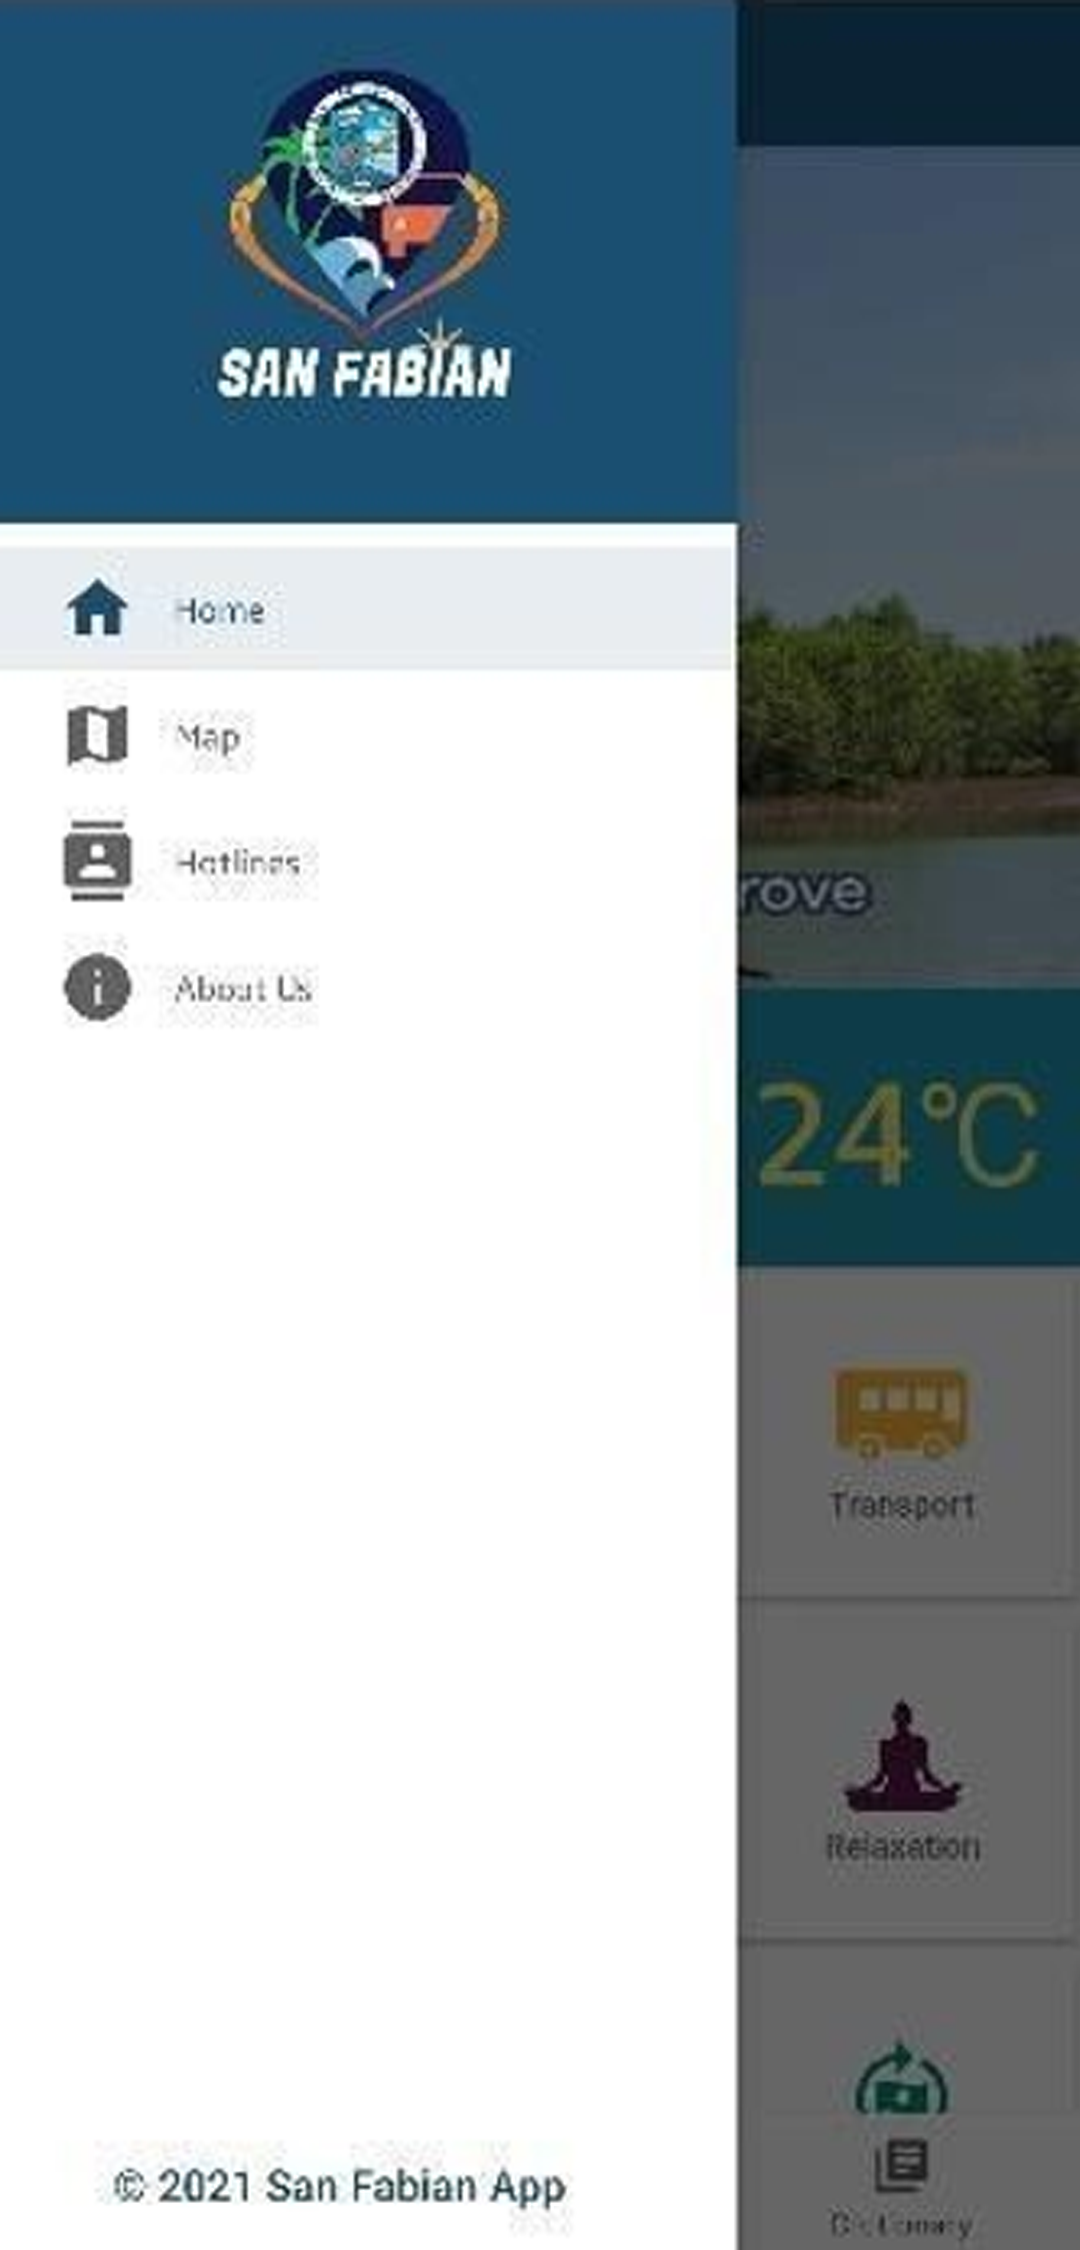 SAN FABIAN
Home
Map
Hotlines
About Us
rove
24°C
Transport
Relaxation
Dictionary
© 2021 San Fabian App